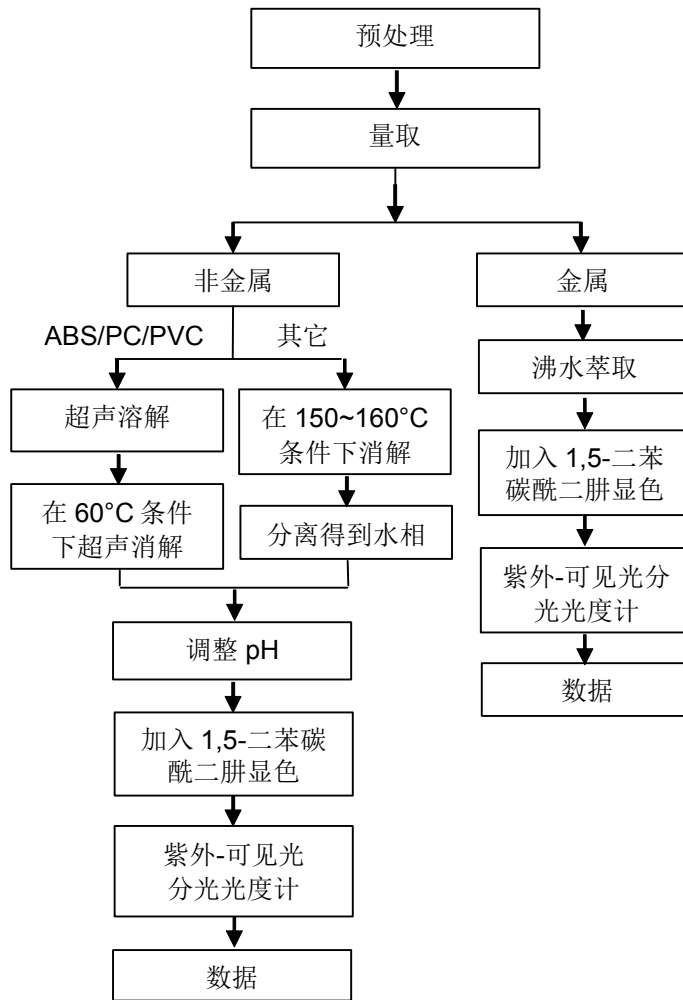 预处理
量取
非金属
金属
ABS/PC/PVC
其它
沸水萃取
超声溶解
在 150~160°C
条件下消解
加入 1,5-二苯
碳酰二肼显色
在 60°C 条件
下超声消解
分离得到水相
紫外-可见光分
光光度计
调整 pH
数据
加入 1,5-二苯碳
酰二肼显色
紫外-可见光
分光光度计
数据